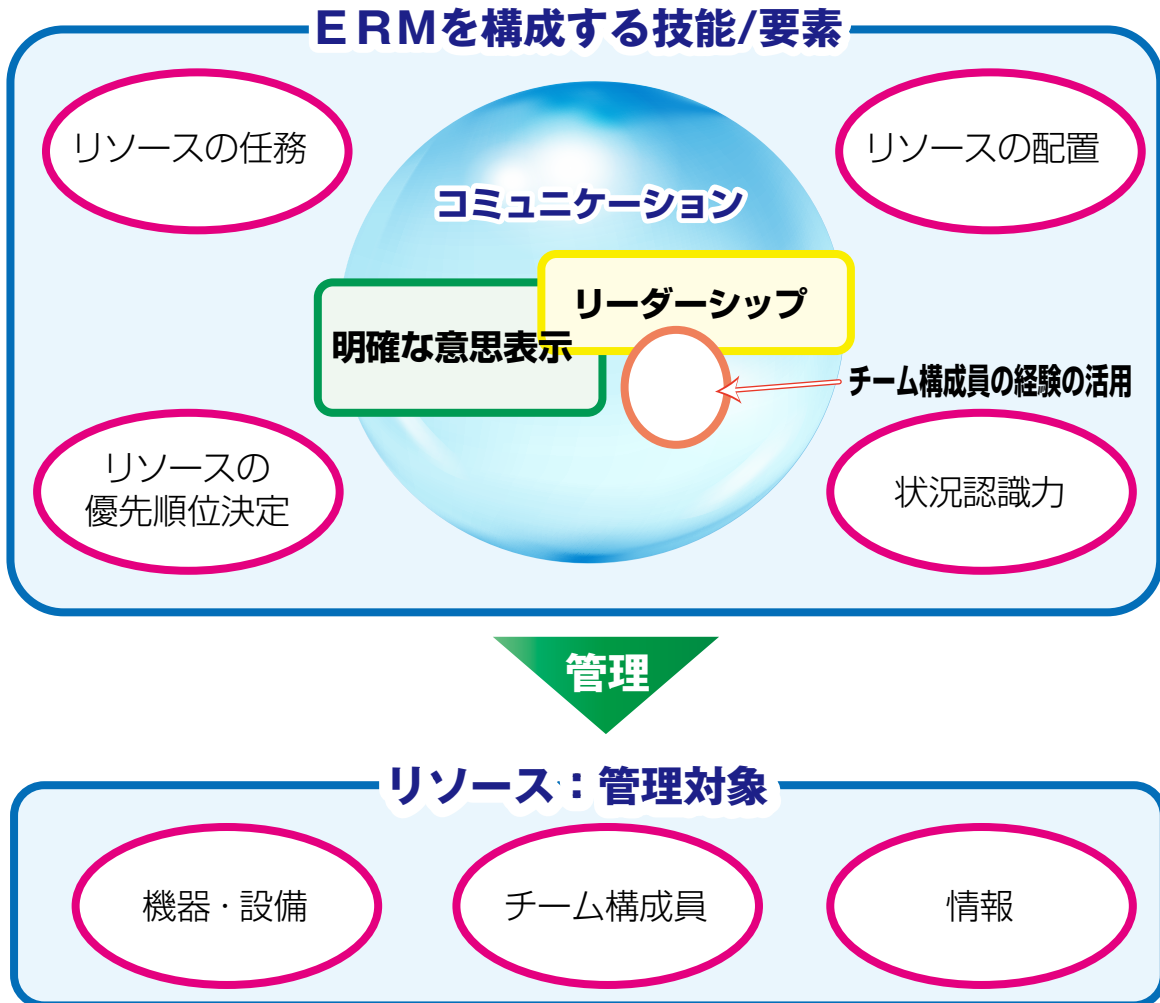 ERMを構成する技能/要素
リソースの任務
リソースの配置
コミュニケーション
リーダーシップ
明確な意思表示
チーム構成員の経験の活用
リソースの
優先順位決定
状況認識力
管理
リソース：管理対象
機器・設備
チーム構成員
情報